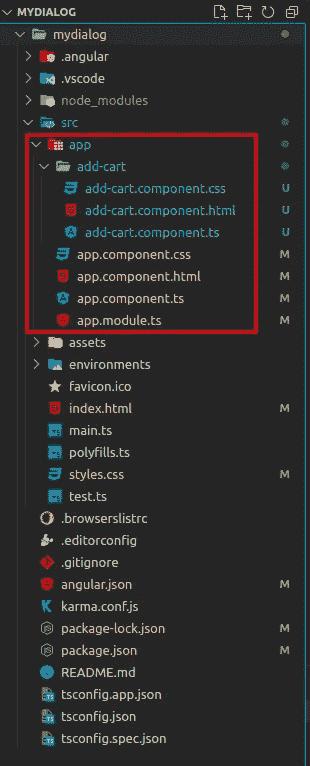 MYDIALOG
mydialog
.angular
.vscode
node_modules
src
app
add-cart
add-cart.component.css U
add-cart.component.html U
add-cart.component.ts U
app.component.css M
app.component.html M
app.component.ts M
app.module.ts M
assets
environments
favicon.ico
index.html M
main.ts
polyfills.ts
styles.css M
test.ts
.browserslistrc
.editorconfig
.gitignore
angular.json M
karma.conf.js
package-lock.json M
package.json M
README.md
tsconfig.app.json
tsconfig.json
tsconfig.spec.json